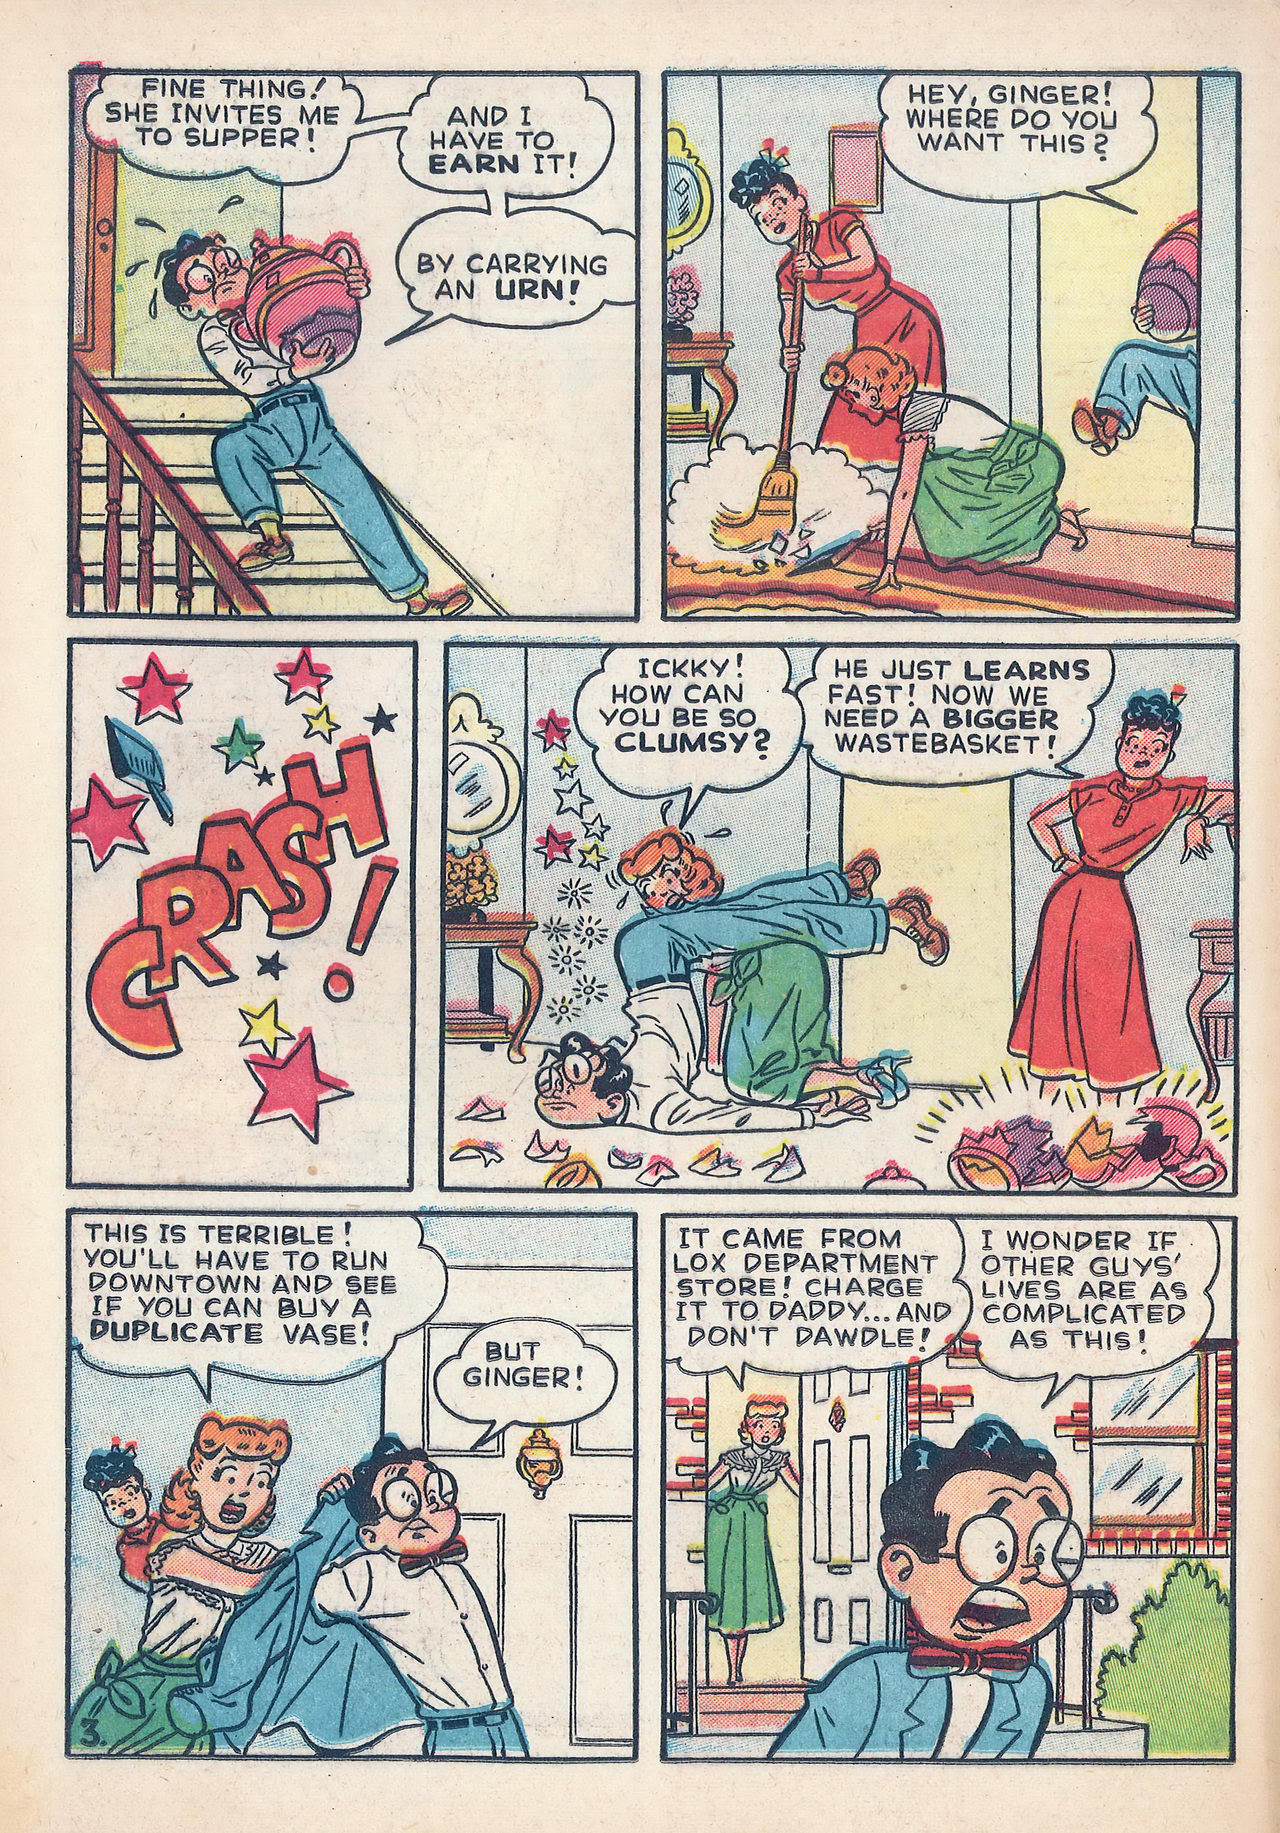 FINE THING!
SHE INVITES ME
TO SUPPER!
AND I
HAVE TO
EARN IT!
BY CARRYING
AN URN!
HEY, GINGER!
WHERE DO YOU
WANT THIS?
CRASH!
ICKKY!
HOW CAN
YOU BE SO
CLUMSY?
HE JUST LEARNS
FAST! NOW WE
NEED A BIGGER
WASTEBASKET!
THIS IS TERRIBLE!
YOU'LL HAVE TO RUN
DOWNTOWN AND SEE
IF YOU CAN BUY A
DUPLICATE VASE!
BUT
GINGER!
3.
IT CAME FROM
LOX DEPARTMENT
STORE! CHARGE
IT TO DADDY...AND
DON'T DAWDLE!
I WONDER IF
OTHER GUYS'
LIVES ARE AS
COMPLICATED
AS THIS!